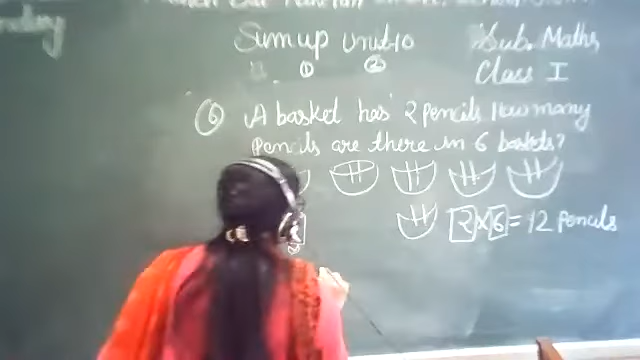 Sum up Unit 10
Sub. Maths
① ②
Class I
⑥ A basket has 2 pencils. How many
pencils are there in 6 baskets?
2 × 6 = 12 pencils